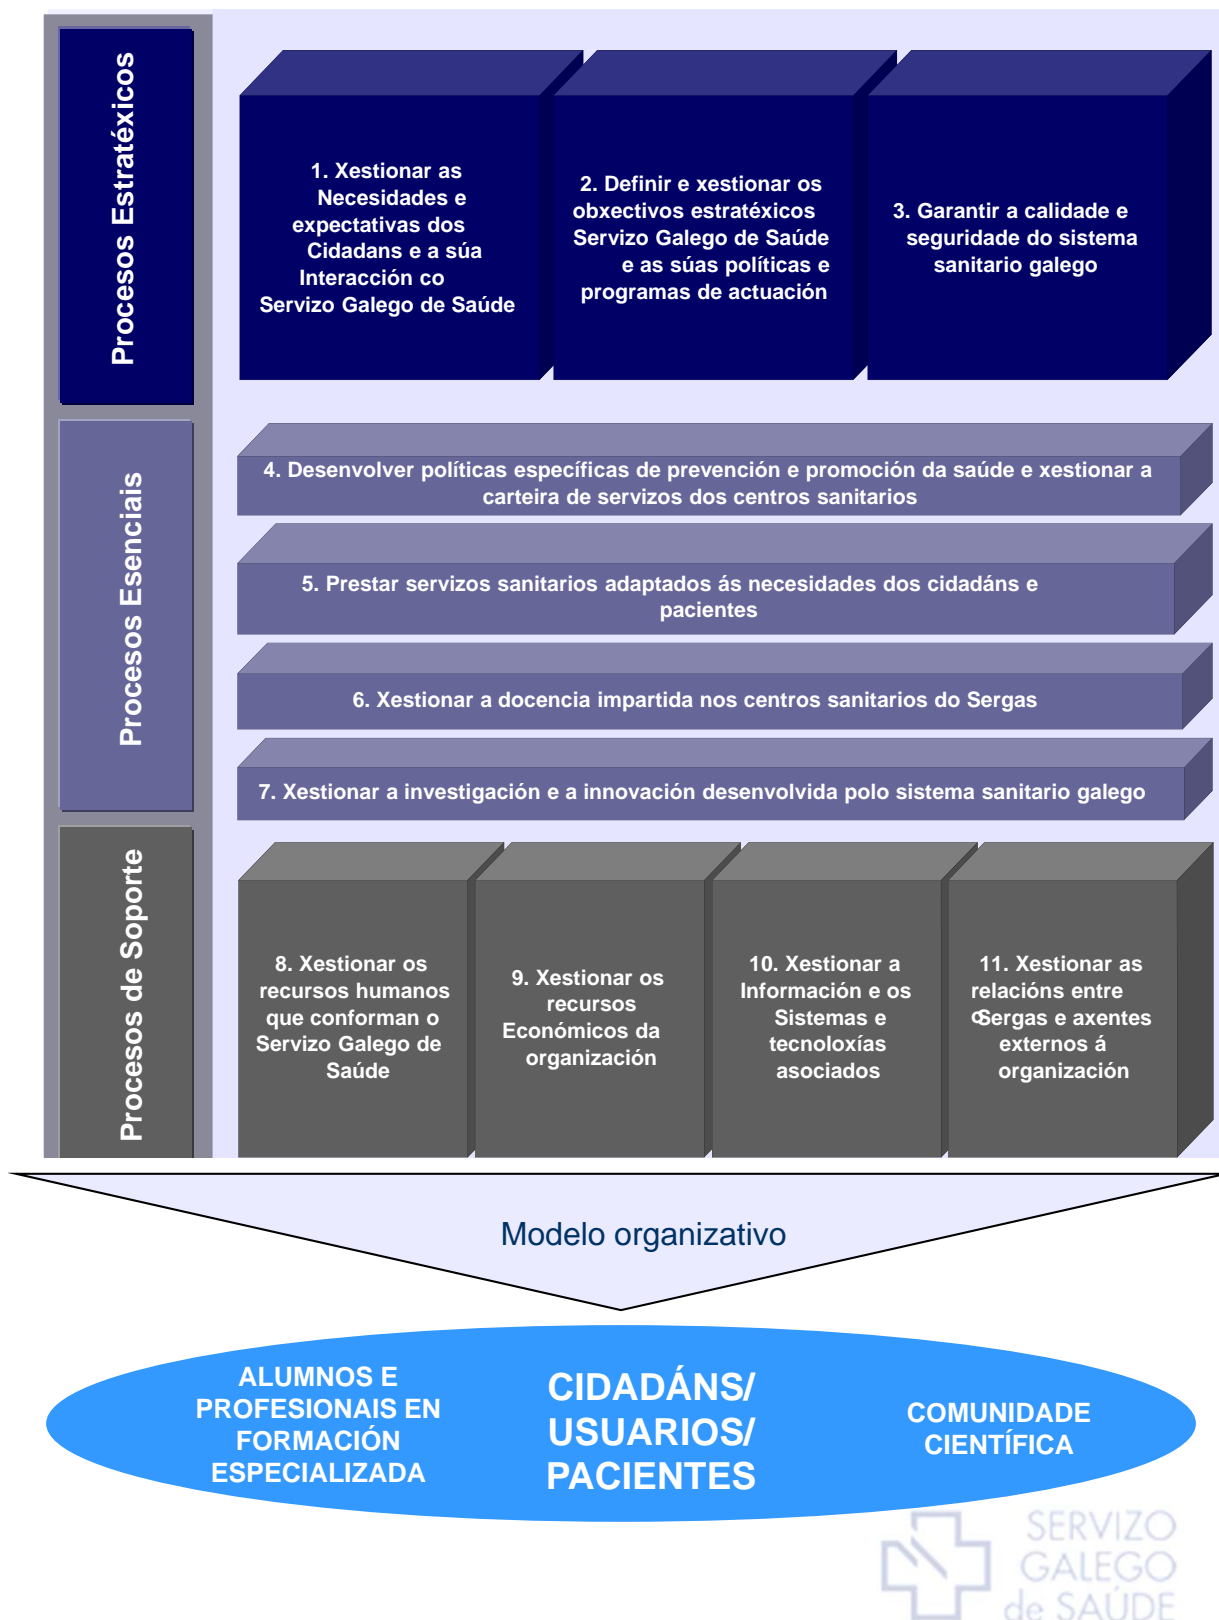 Procesos Estratéxicos
1. Xestionar as
Necesidades e
expectativas dos
Cidadans e a súa
Interacción co
Servizo Galego de Saúde
2. Definir e xestionar os
obxectivos estratéxicos
Servizo Galego de Saúde
e as súas políticas e
programas de actuación
3. Garantir a calidade e
seguridade do sistema
sanitario galego
Procesos Esenciais
4. Desenvolver políticas específicas de prevención e promoción da saúde e xestionar a
carteira de servizos dos centros sanitarios
5. Prestar servizos sanitarios adaptados ás necesidades dos cidadáns e
pacientes
6. Xestionar a docencia impartida nos centros sanitarios do Sergas
7. Xestionar a investigación e a innovación desenvolvida polo sistema sanitario galego
Procesos de Soporte
8. Xestionar os
recursos humanos
que conforman o
Servizo Galego de
Saúde
9. Xestionar os
recursos
Económicos da
organización
10. Xestionar a
Información e os
Sistemas e
tecnoloxías
asociados
11. Xestionar as
relacións entre
o Sergas e axentes
externos á
organización
Modelo organizativo
ALUMNOS E
PROFESIONAIS EN
FORMACIÓN
ESPECIALIZADA
CIDADÁNS/
USUARIOS/
PACIENTES
COMUNIDADE
CIENTÍFICA
SERVIZO
GALEGO
de SAÚDE